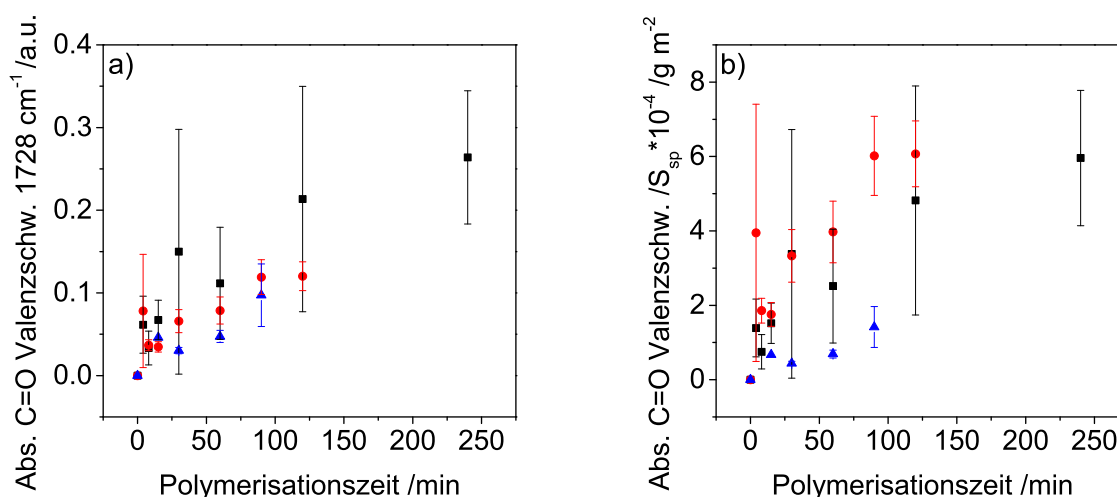 Abs. C=O Valenzschw. 1728 cm⁻¹ /a.u.
a)
0.4
0.3
0.2
0.1
0.0
0 50 100 150 200 250
Polymerisationszeit /min
Abs. C=O Valenzschw. /Sₛₚ*10⁻⁴ /g m⁻²
b)
8
6
4
2
0
0 50 100 150 200 250
Polymerisationszeit /min